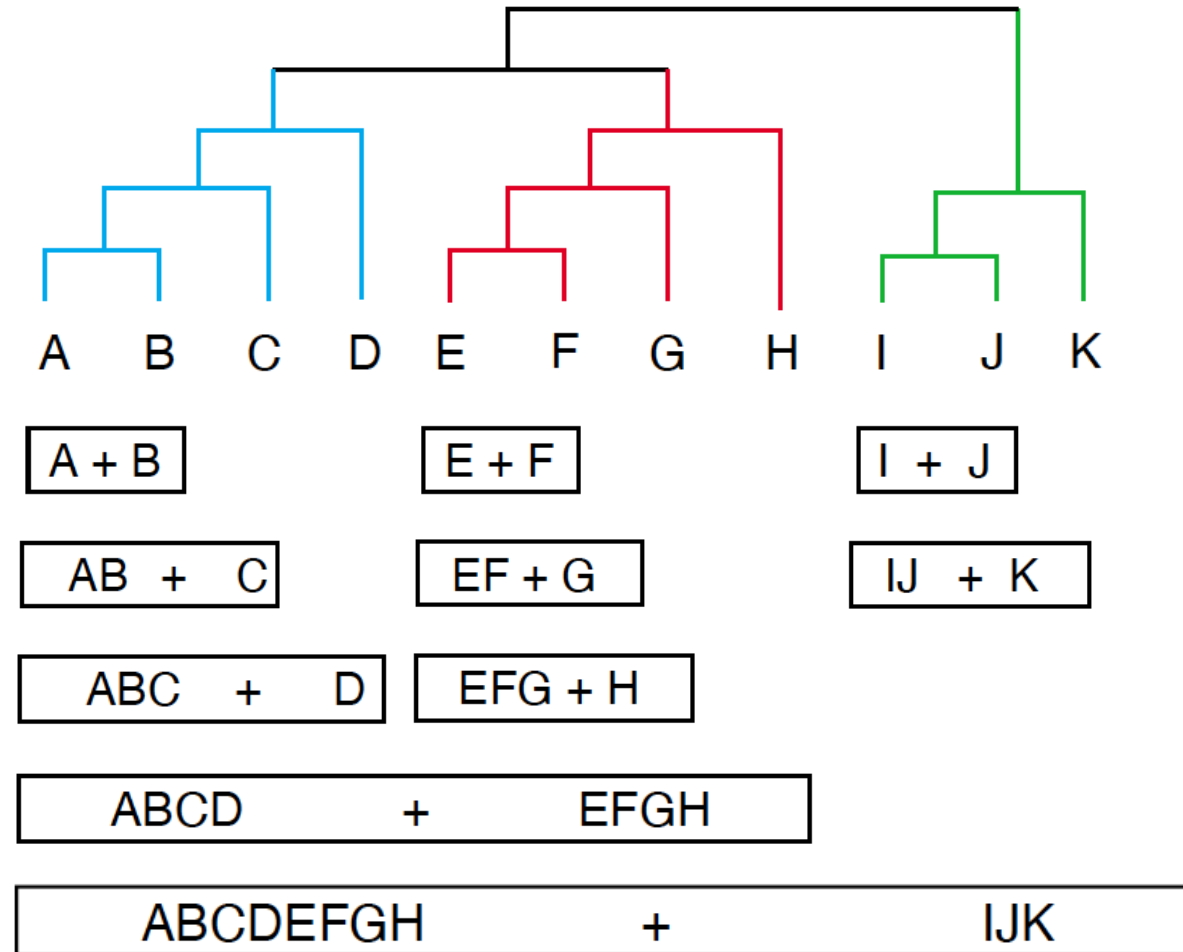 A B C D E F G H I J K
A + B E + F I + J
AB + C EF + G IJ + K
ABC + D EFG + H
ABCD + EFGH
ABCDEFGH + IJK